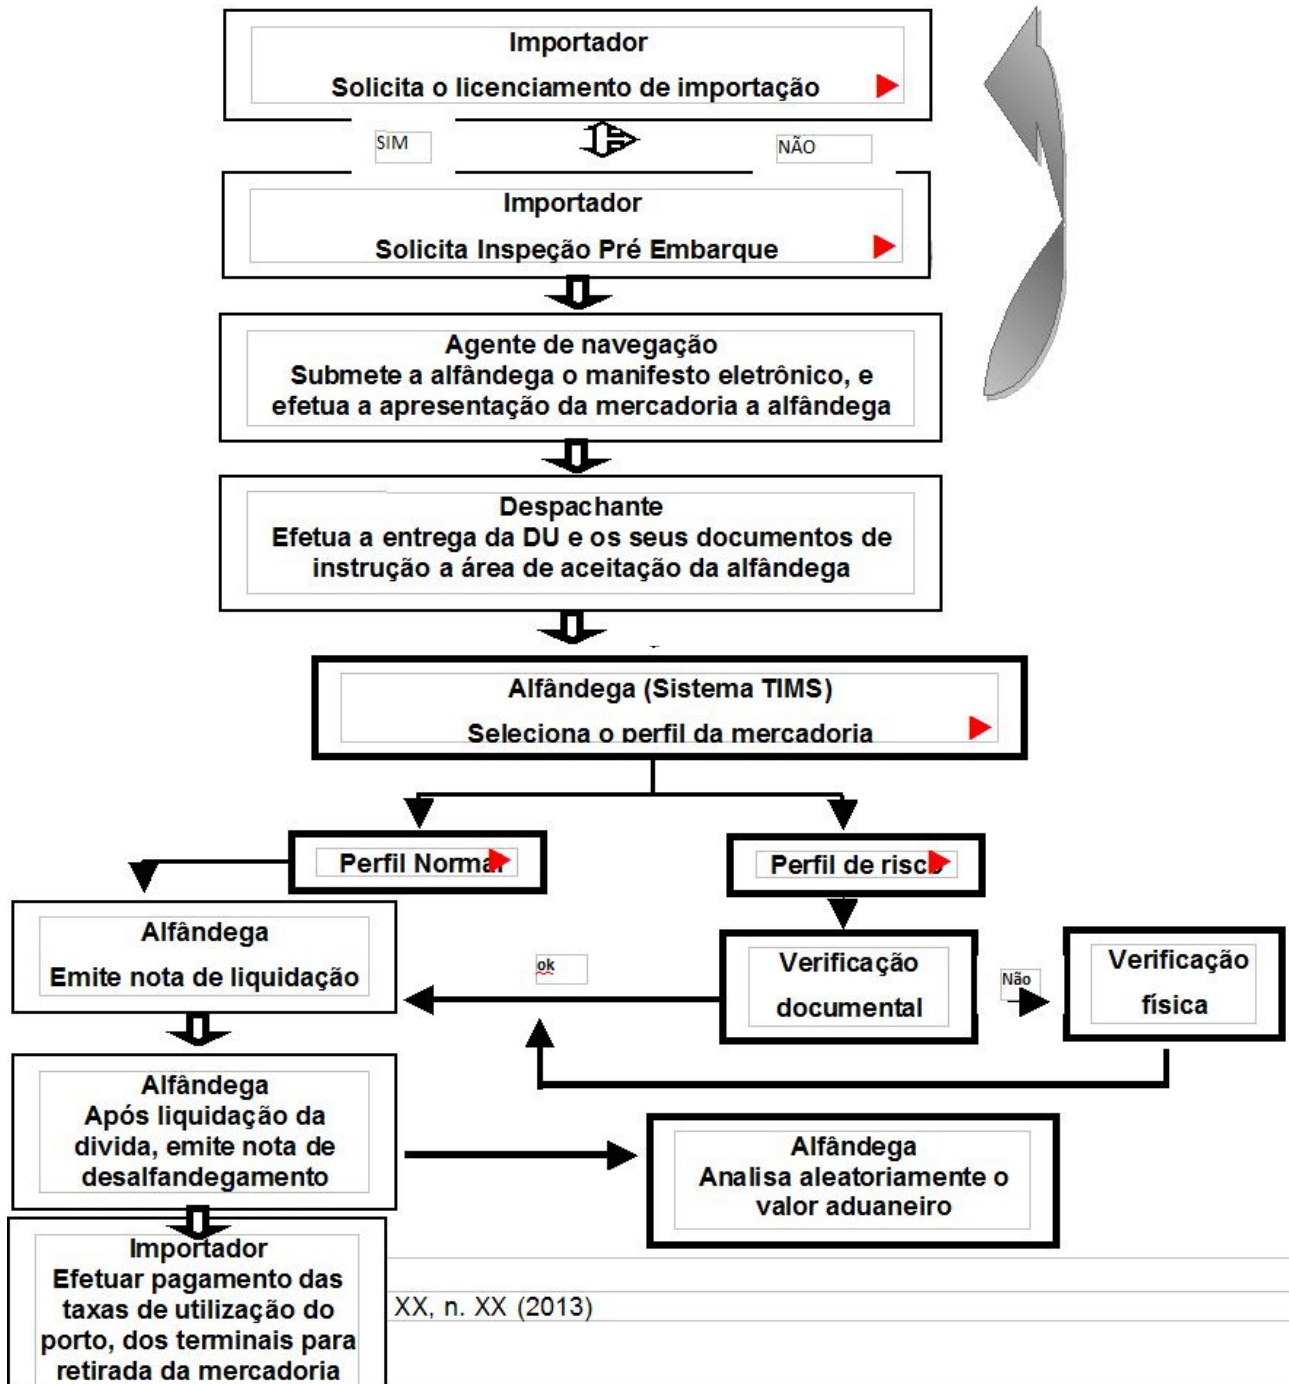 Importador
Solicita o licenciamento de importação
SIM
NÃO
Importador
Solicita Inspeção Pré Embarque
Agente de navegação
Submete a alfândega o manifesto eletrônico, e
efetua a apresentação da mercadoria a alfândega
Despachante
Efetua a entrega da DU e os seus documentos de
instrução a área de aceitação da alfândega
Alfândega (Sistema TIMS)
Seleciona o perfil da mercadoria
Perfil Normal
Perfil de risco
Alfândega
Emite nota de liquidação
ok
Verificação
documental
Não
Verificação
física
Alfândega
Após liquidação da
divida, emite nota de
desalfandegamento
Alfândega
Analisa aleatoriamente o
valor aduaneiro
Importador
Efetuar pagamento das
taxas de utilização do
porto, dos terminais para
retirada da mercadoria
XX, n. XX (2013)